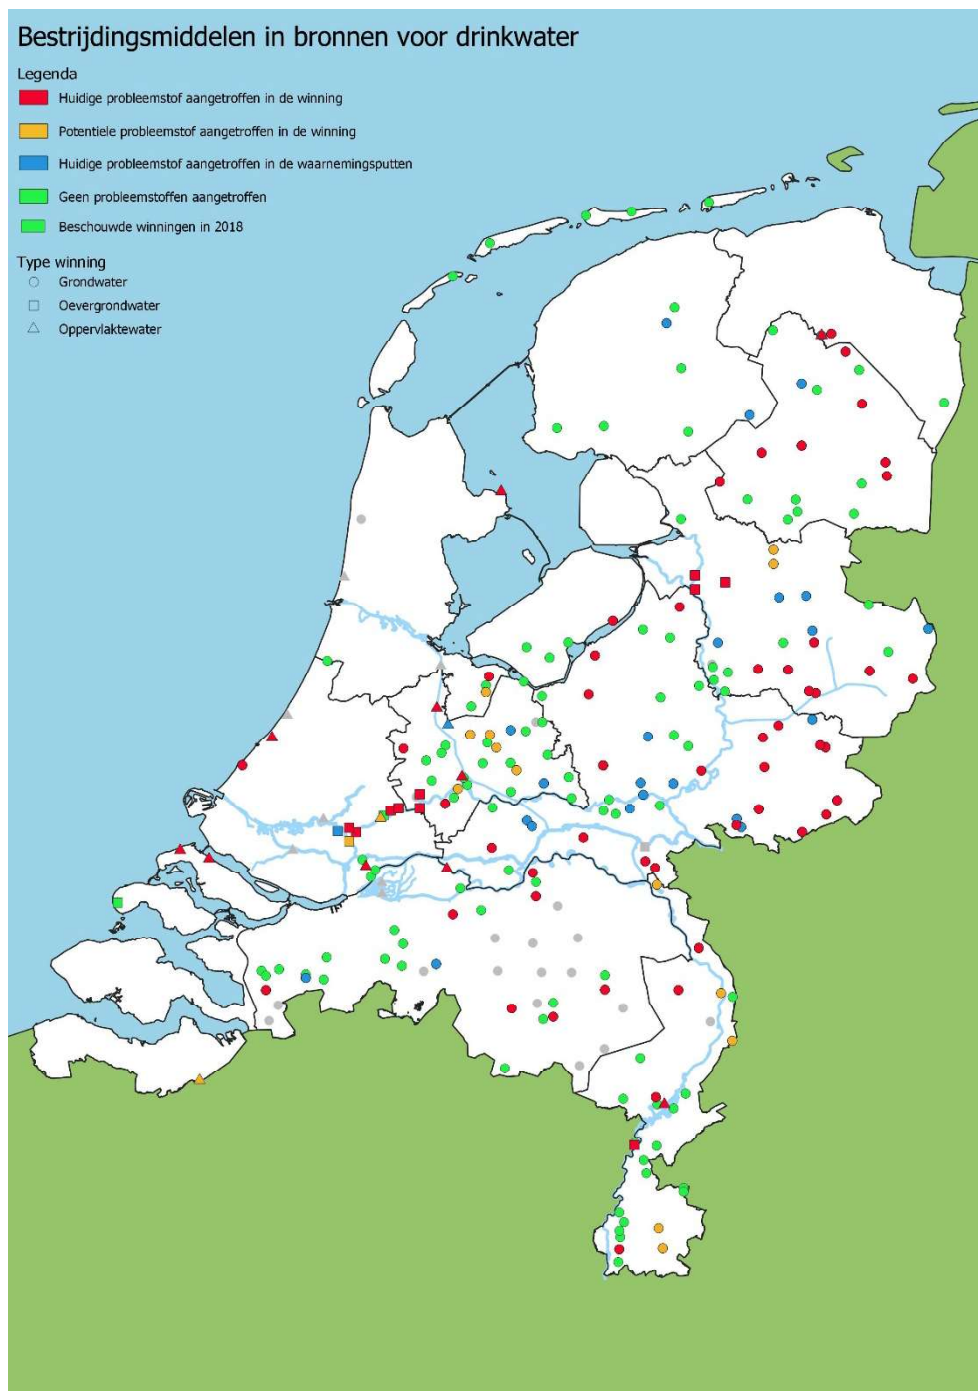 Bestrijdingsmiddelen in bronnen voor drinkwater
Legenda
Huidige probleemstof aangetroffen in de winning
Potentiele probleemstof aangetroffen in de winning
Huidige probleemstof aangetroffen in de waarnemingsputten
Geen probleemstoffen aangetroffen
Beschouwde winningen in 2018
Type winning
Grondwater
Oevergrondwater
Oppervlaktewater